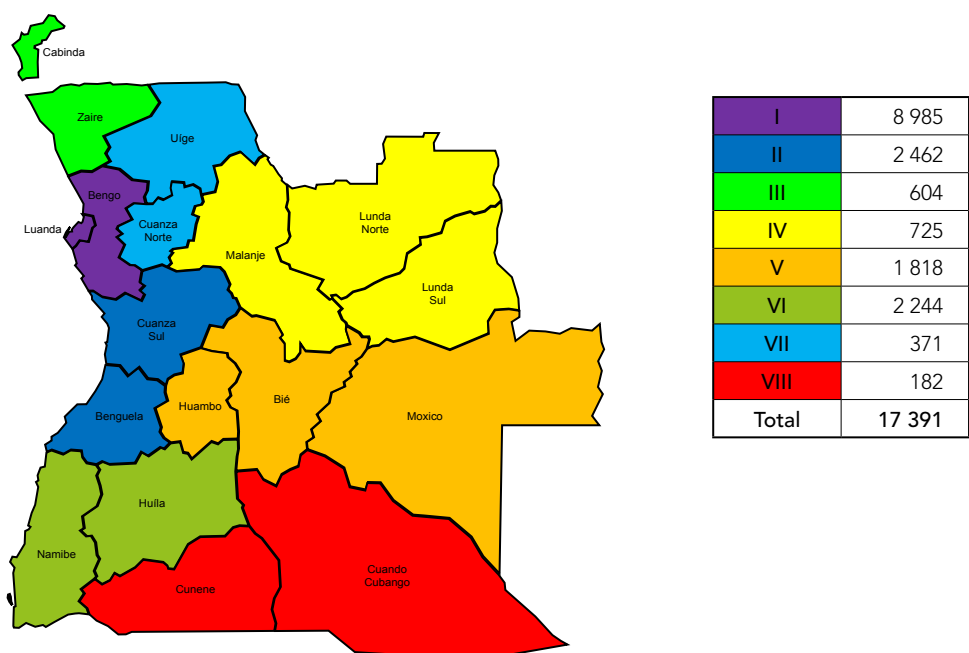 Cabinda
Zaire
Uíge
Bengo
Luanda
Cuanza
Norte
Malanje
Lunda
Norte
Lunda
Sul
Cuanza
Sul
Benguela
Huambo
Bié
Moxico
Huíla
Namibe
Cunene
Cuando
Cubango
I 8 985
II 2 462
III 604
IV 725
V 1 818
VI 2 244
VII 371
VIII 182
Total 17 391